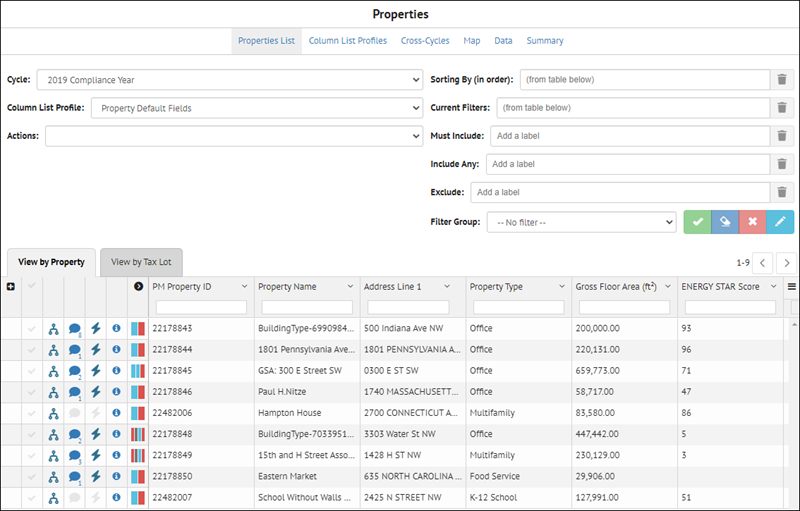 Properties
Properties List Column List Profiles Cross-Cycles Map Data Summary
Cycle: 2019 Compliance Year
Column List Profile: Property Default Fields
Actions:
Sorting By (in order): (from table below)
Current Filters: (from table below)
Must Include: Add a label
Include Any: Add a label
Exclude: Add a label
Filter Group: -- No filter --
View by Property View by Tax Lot 1-9
PM Property ID Property Name Address Line 1 Property Type Gross Floor Area (ft²) ENERGY STAR Score
22178843 BuildingType-6990984... 500 Indiana Ave NW Office 200,000.00 93
22178844 1801 Pennsylvania Ave... 1801 PENNSYLVANIA A... Office 220,131.00 96
22178845 GSA: 300 E Street SW 0300 E ST SW Office 659,773.00 71
22178846 Paul H.Nitze 1740 MASSACHUSETT... Office 58,717.00 47
22482006 Hampton House 2700 CONNECTICUT A... Multifamily 83,580.00 86
22178848 BuildingType-7033951... 3303 Water St NW Office 447,442.00 5
22178849 15th and H Street Asso... 1428 H ST NW Multifamily 230,129.00 3
22178850 Eastern Market 635 NORTH CAROLINA ... Food Service 29,906.00
22482007 School Without Walls ... 2425 N STREET NW K-12 School 127,991.00 51